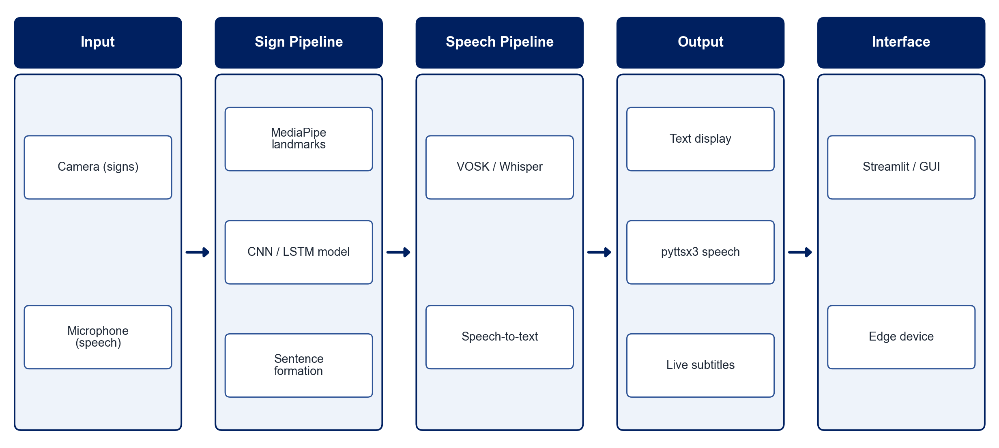 Input
Camera (signs)
Microphone
(speech)
Sign Pipeline
MediaPipe
landmarks
CNN / LSTM model
Sentence
formation
Speech Pipeline
VOSK / Whisper
Speech-to-text
Output
Text display
pyttsx3 speech
Live subtitles
Interface
Streamlit / GUI
Edge device